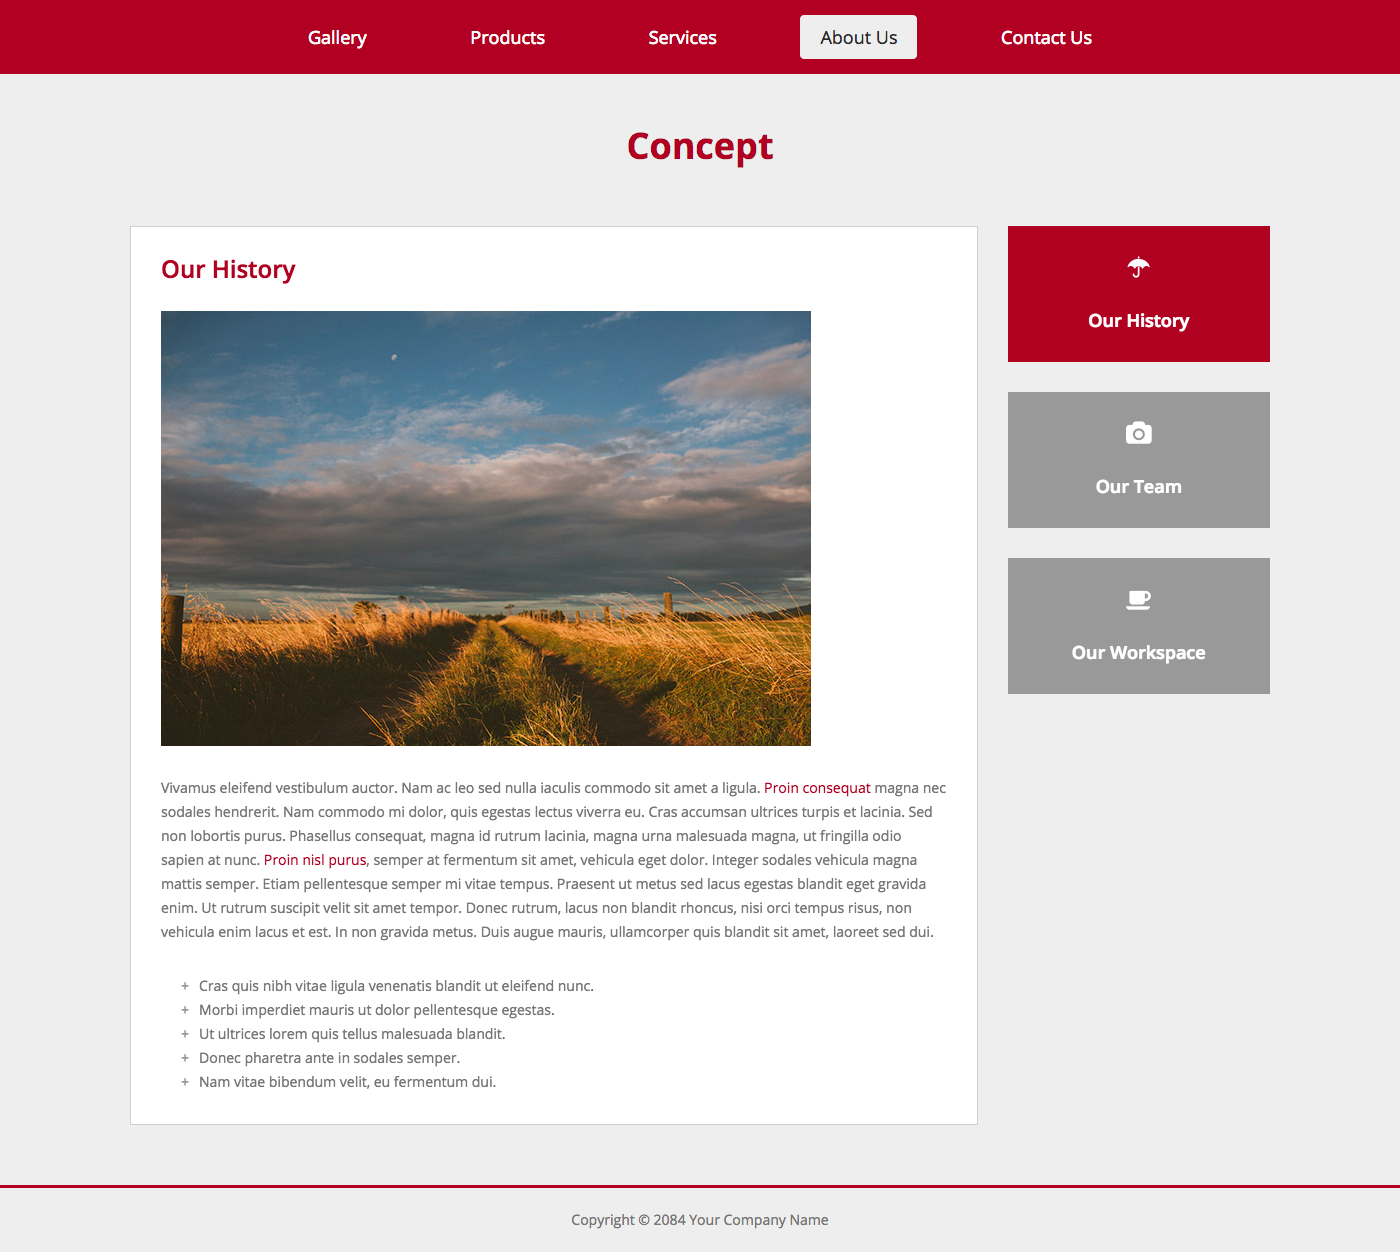 Gallery
Products
Services
About Us
Contact Us
Concept
Our History
Vivamus eleifend vestibulum auctor. Nam ac leo sed nulla iaculis commodo sit amet a ligula. Proin consequat magna nec
sodales hendrerit. Nam commodo mi dolor, quis egestas lectus viverra eu. Cras accumsan ultrices turpis et lacinia. Sed
non lobortis purus. Phasellus consequat, magna id rutrum lacinia, magna urna malesuada magna, ut fringilla odio
sapien at nunc. Proin nisl purus, semper at fermentum sit amet, vehicula eget dolor. Integer sodales vehicula magna
mattis semper. Etiam pellentesque semper mi vitae tempus. Praesent ut metus sed lacus egestas blandit eget gravida
enim. Ut rutrum suscipit velit sit amet tempor. Donec rutrum, lacus non blandit rhoncus, nisi orci tempus risus, non
vehicula enim lacus et est. In non gravida metus. Duis augue mauris, ullamcorper quis blandit sit amet, laoreet sed dui.
+ Cras quis nibh vitae ligula venenatis blandit ut eleifend nunc.
+ Morbi imperdiet mauris ut dolor pellentesque egestas.
+ Ut ultrices lorem quis tellus malesuada blandit.
+ Donec pharetra ante in sodales semper.
+ Nam vitae bibendum velit, eu fermentum dui.
Our History
Our Team
Our Workspace
Copyright © 2084 Your Company Name